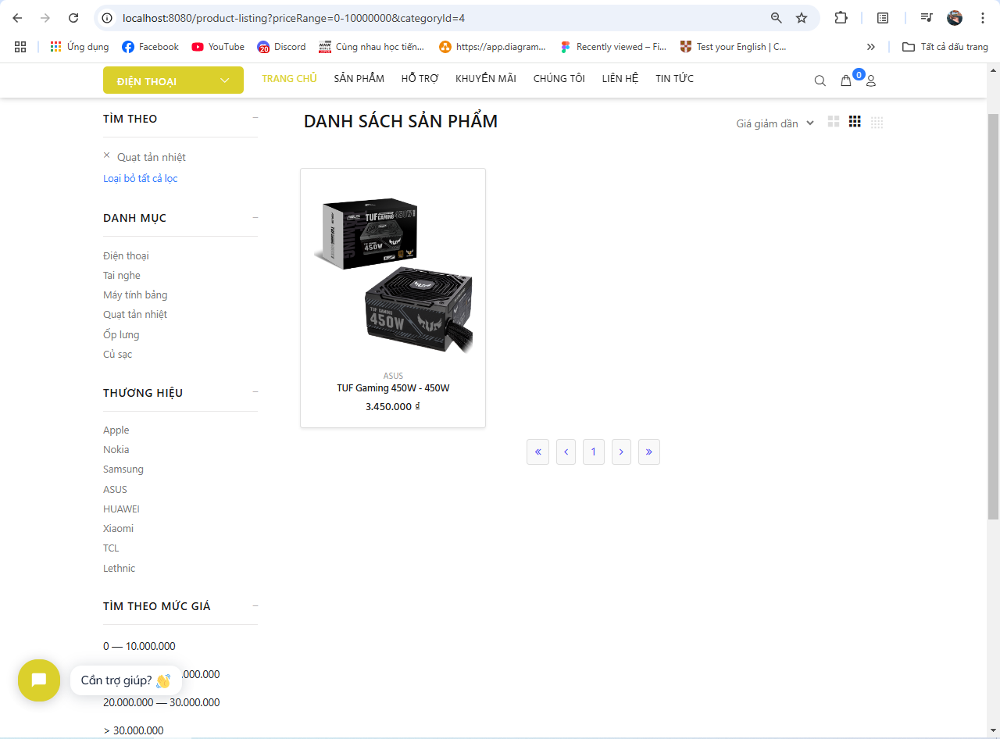 localhost:8080/product-listing?priceRange=0-10000000&categoryId=4
Ứng dụng
Facebook
YouTube
20
Discord
NHK WORLD JAPAN
Cùng nhau học tiến...
https://app.diagram...
Recently viewed – Fi...
Test your English | C...
Tất cả dấu trang
ĐIỆN THOẠI
TRANG CHỦ
SẢN PHẨM
HỖ TRỢ
KHUYẾN MÃI
CHÚNG TÔI
LIÊN HỆ
TIN TỨC
0
TÌM THEO
Quạt tản nhiệt
Loại bỏ tất cả lọc
DANH MỤC
Điện thoại
Tai nghe
Máy tính bảng
Quạt tản nhiệt
Ốp lưng
Củ sạc
THƯƠNG HIỆU
Apple
Nokia
Samsung
ASUS
HUAWEI
Xiaomi
TCL
Lethnic
TÌM THEO MỨC GIÁ
0 — 10.000.000
.000.000
20.000.000 — 30.000.000
> 30.000.000
Cần trợ giúp? 👋
DANH SÁCH SẢN PHẨM
Giá giảm dần
TUF GAMING 450W
TUF GAMING
450W
TUF GAMING
450W
ASUS
TUF Gaming 450W - 450W
3.450.000 ₫
« ‹ 1 › »